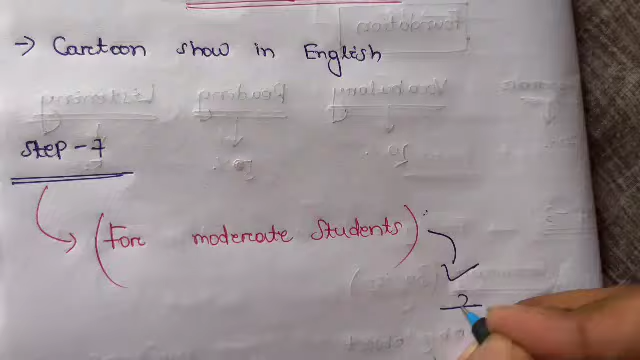 → Cartoon show in English
Step - 7
(For moderate students)
2